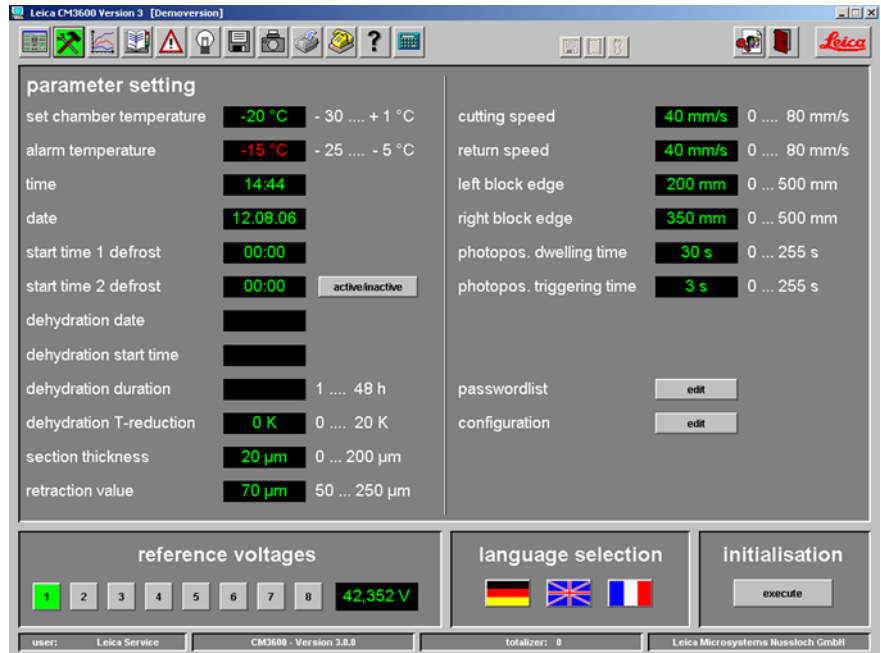 Leica CM3600 Version 3 [Demoversion]
?
Leica
parameter setting
set chamber temperature -20 °C - 30 .... + 1 °C
alarm temperature -15 °C - 25 .... - 5 °C
time 14:44
date 12.08.06
start time 1 defrost 00:00
start time 2 defrost 00:00 active/inactive
dehydration date
dehydration start time
dehydration duration 1 .... 48 h
dehydration T-reduction 0 K 0 .... 20 K
section thickness 20 µm 0 ... 200 µm
retraction value 70 µm 50 ... 250 µm
cutting speed 40 mm/s 0 .... 80 mm/s
return speed 40 mm/s 0 .... 80 mm/s
left block edge 200 mm 0 ... 500 mm
right block edge 350 mm 0 ... 500 mm
photopos. dwelling time 30 s 0 ... 255 s
photopos. triggering time 3 s 0 ... 255 s
passwordlist edit
configuration edit
reference voltages
1 2 3 4 5 6 7 8 42,352 V
language selection
initialisation
execute
user: Leica Service CM3600 - Version 3.0.0 totalizer: 0 Leica Microsystems Nussloch GmbH